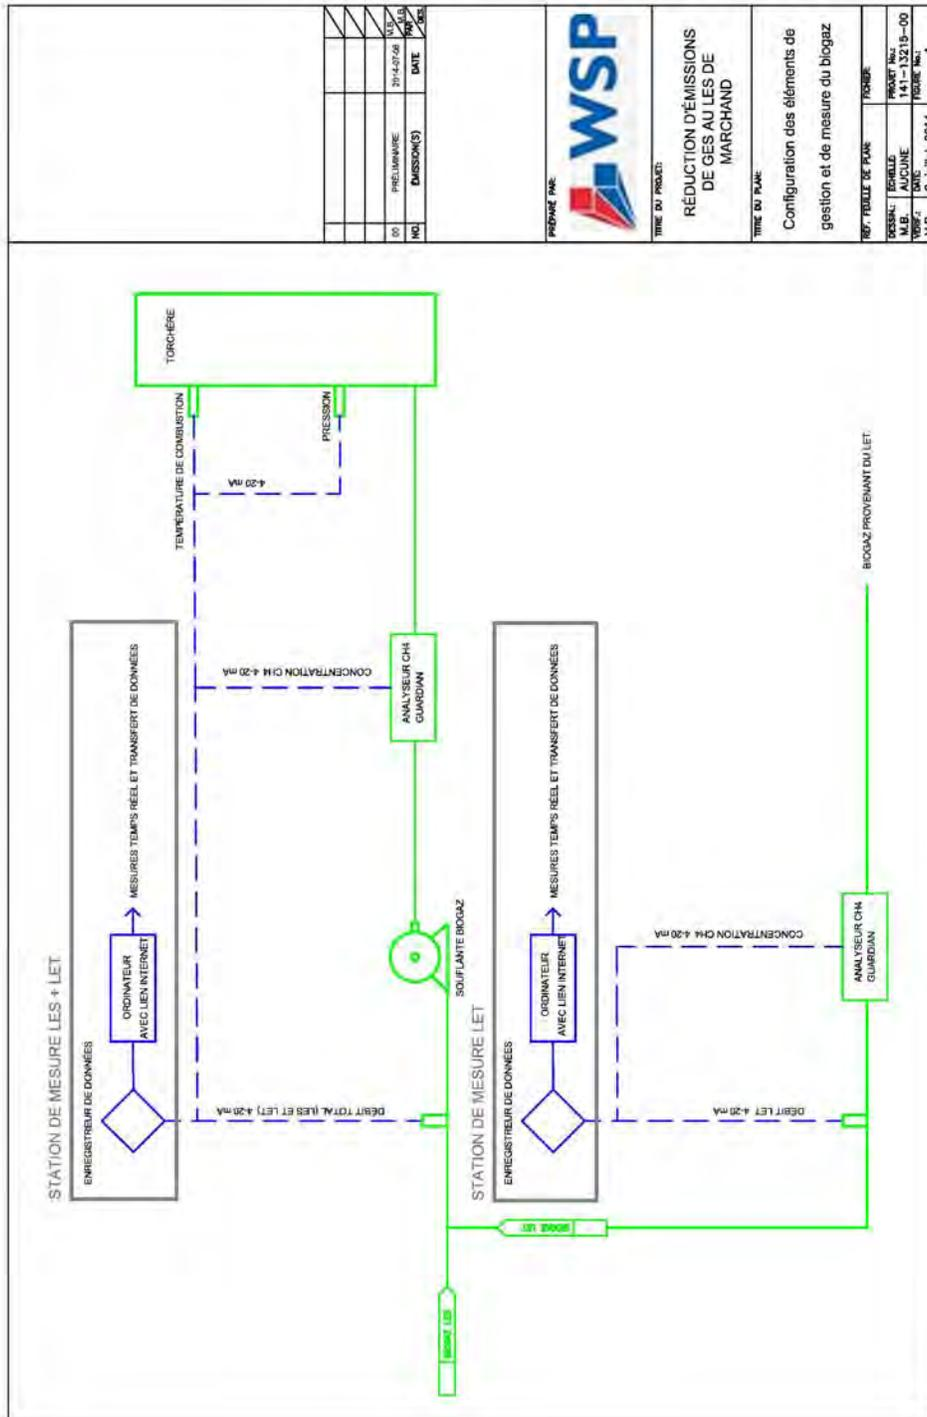 STATION DE MESURE LES + LET
ENREGISTREUR DE DONNÉES
ORDINATEUR
AVEC LIEN INTERNET
MESURES TEMPS RÉEL ET TRANSFERT DE DONNÉES
TEMPÉRATURE DE COMBUSTION
TORCHÈRE
PRESSION
4-20 mA
CONCENTRATION CH4 4-20 mA
DÉBIT TOTAL (LES ET LET) 4-20 mA
ANALYSEUR CH4
GUARDIAN
SOUFLANTE BIOGAZ
BIOGAZ LES
BIOGAZ LET
STATION DE MESURE LET
ENREGISTREUR DE DONNÉES
ORDINATEUR
AVEC LIEN INTERNET
MESURES TEMPS RÉEL ET TRANSFERT DE DONNÉES
CONCENTRATION CH4 4-20 mA
DÉBIT LET 4-20 mA
ANALYSEUR CH4
GUARDIAN
BIOGAZ PROVENANT DU LET
M.B.
00 PRÉLIMINAIRE 2014-07-08 M.B.
NO. ÉMISSION(S) DATE PAR DES.
PRÉPARÉ PAR:
WSP
TITRE DU PROJET:
RÉDUCTION D'ÉMISSIONS
DE GES AU LES DE
MARCHAND
TITRE DU PLAN:
Configuration des éléments de
gestion et de mesure du biogaz
RÉF. FEUILLE DE PLAN: FICHIER:
DESSIN.: ÉCHELLE: PROJET No.:
M.B. AUCUNE 141-13215-00
VÉRIF.: DATE: FIGURE No.: